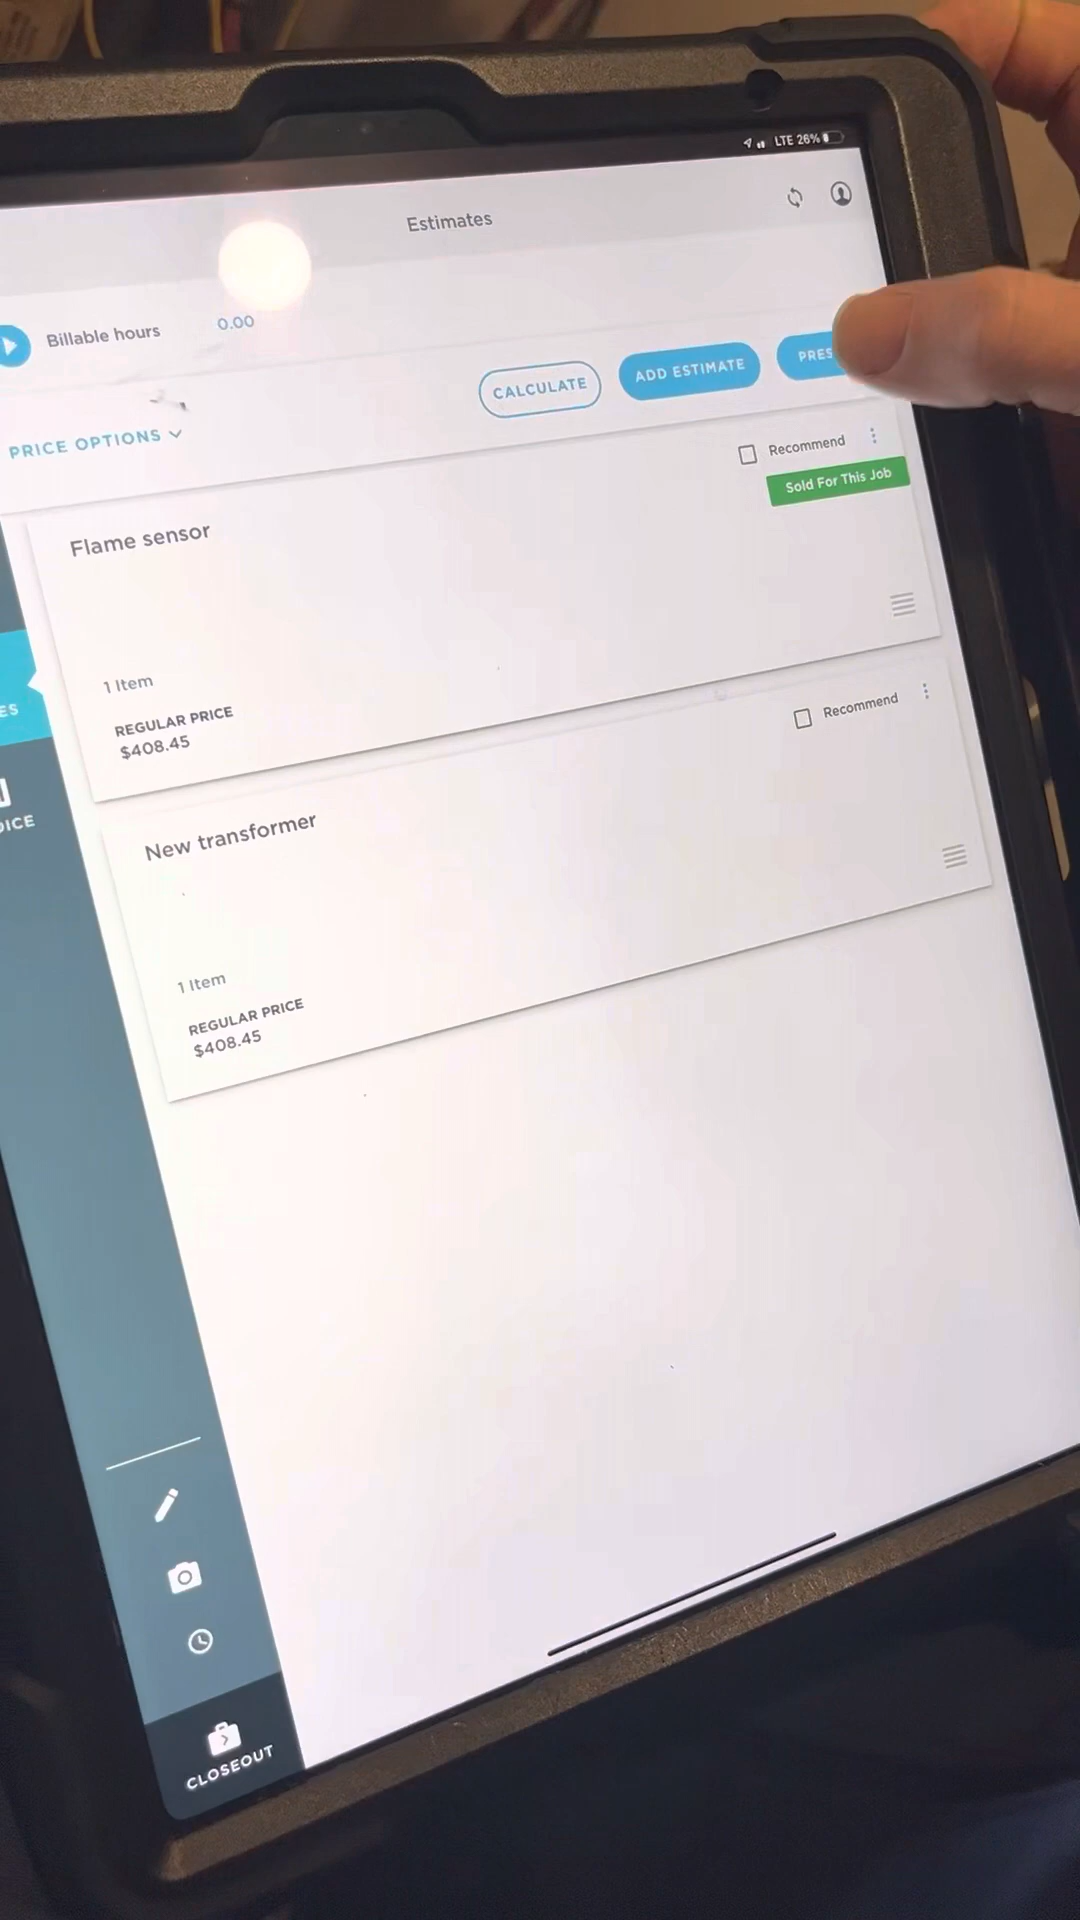 LTE 26%
Estimates
Billable hours 0.00
PRICE OPTIONS
CALCULATE
ADD ESTIMATE
Recommend
Sold For This Job
Flame sensor
1 Item
REGULAR PRICE
$408.45
Recommend
New transformer
1 Item
REGULAR PRICE
$408.45
CLOSEOUT